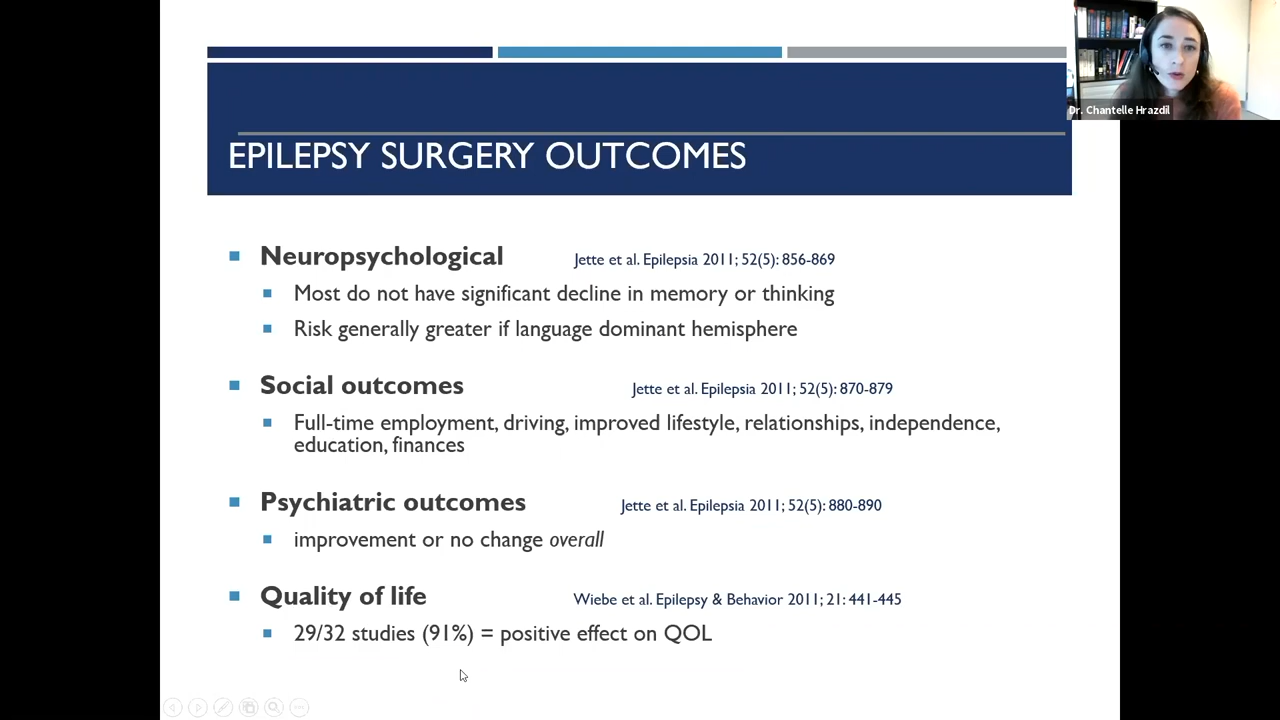 Dr. Chantelle Hrazdil
EPILEPSY SURGERY OUTCOMES
Neuropsychological Jette et al. Epilepsia 2011; 52(5): 856-869
Most do not have significant decline in memory or thinking
Risk generally greater if language dominant hemisphere
Social outcomes Jette et al. Epilepsia 2011; 52(5): 870-879
Full-time employment, driving, improved lifestyle, relationships, independence,
education, finances
Psychiatric outcomes Jette et al. Epilepsia 2011; 52(5): 880-890
improvement or no change overall
Quality of life Wiebe et al. Epilepsy & Behavior 2011; 21: 441-445
29/32 studies (91%) = positive effect on QOL